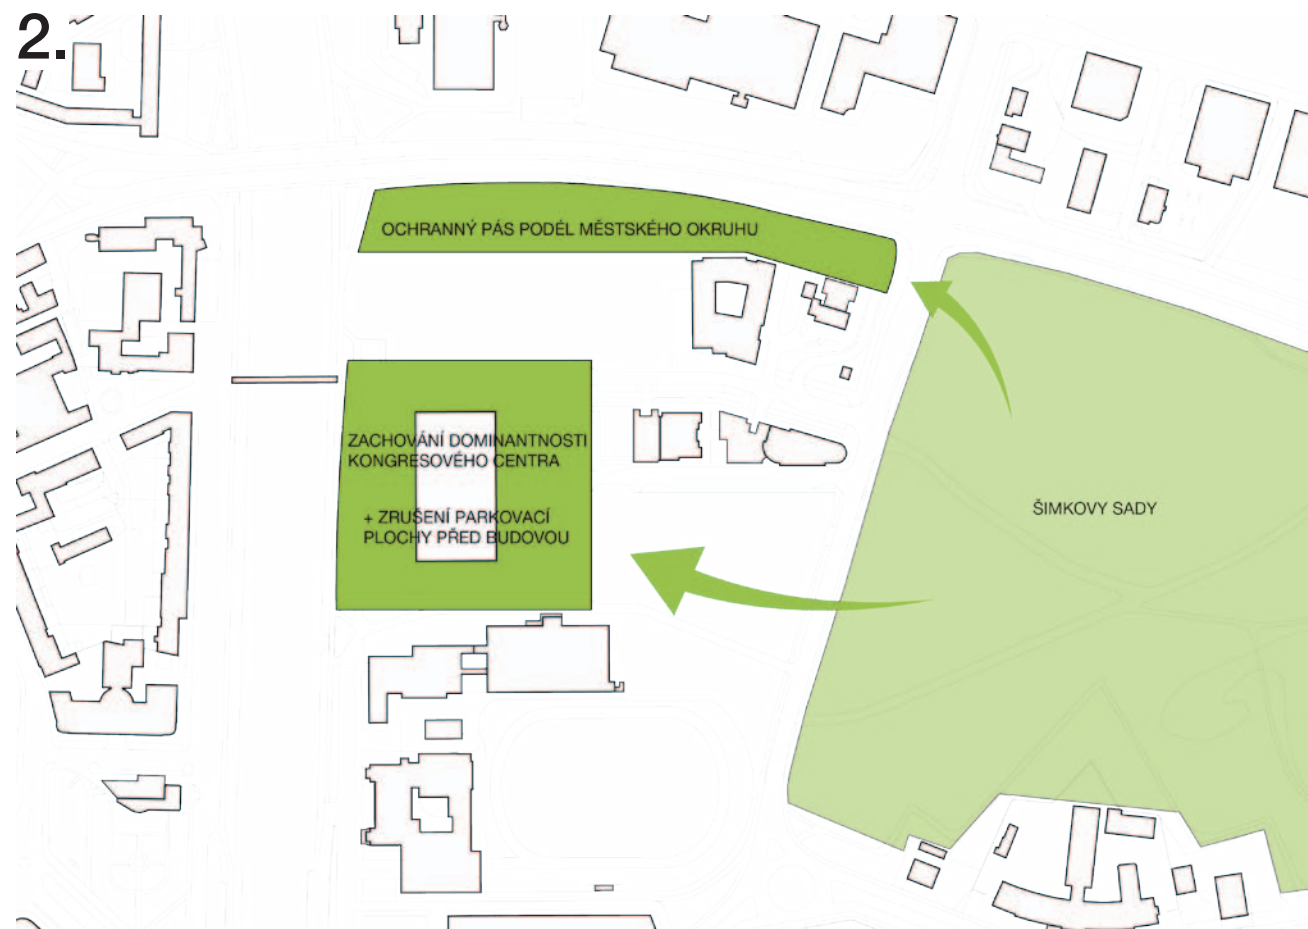 2.
OCHRANNÝ PÁS PODÉL MĚSTSKÉHO OKRUHU
ZACHOVÁNÍ DOMINANTNOSTI
KONGRESOVÉHO CENTRA
+ ZRUŠENÍ PARKOVACÍ
PLOCHY PŘED BUDOVOU
ŠIMKOVY SADY